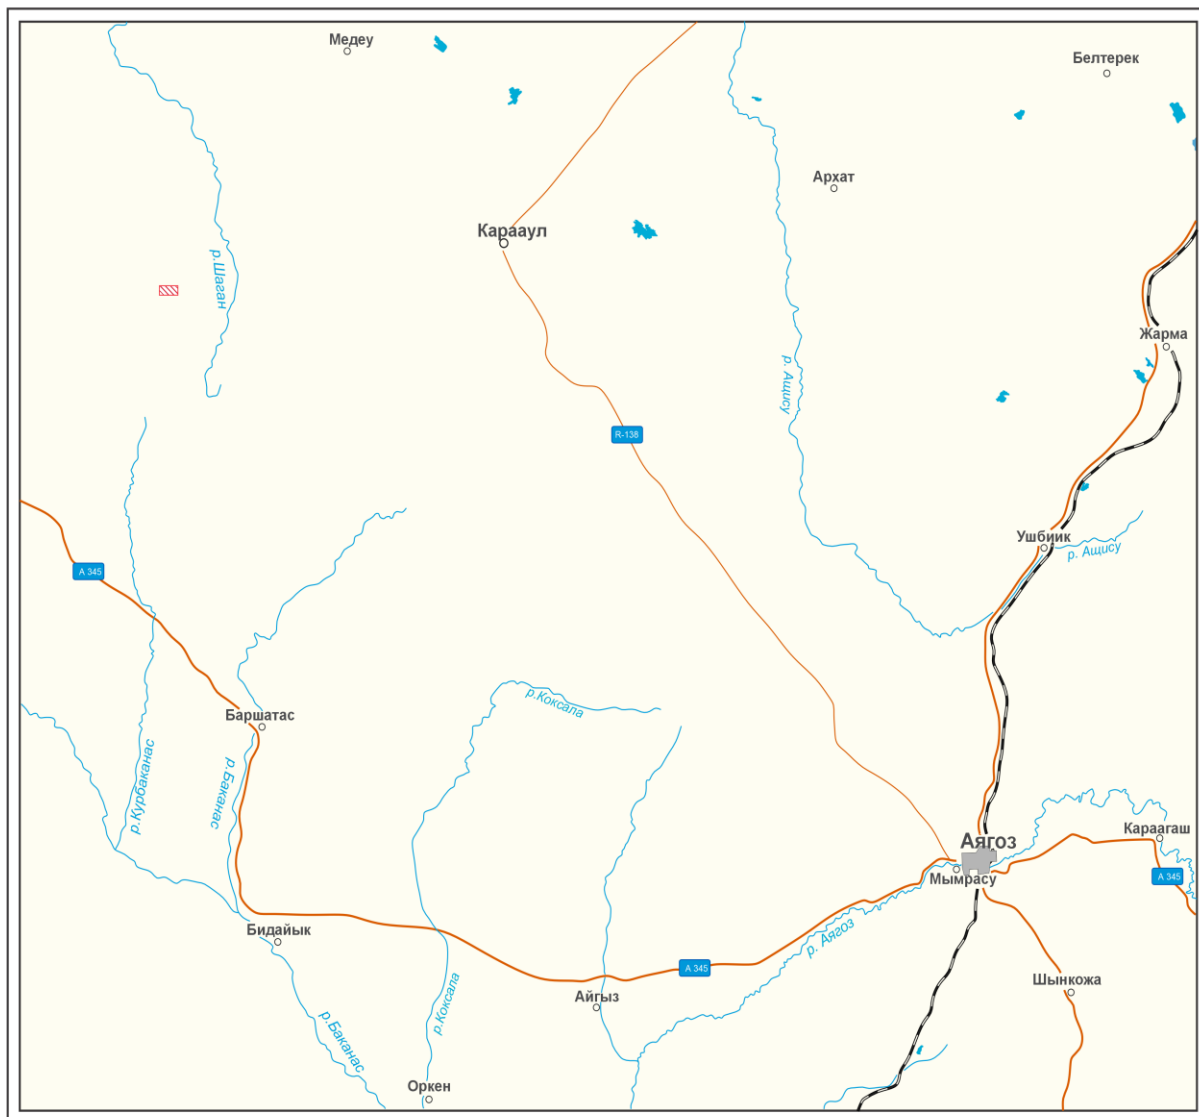 Медеу
Белтерек
Архат
Карааул
р.Шаган
Жарма
р. Ащису
R-138
Ушбиик
р. Ащису
A 345
р.Коксала
Баршатас
р.Курбаканас
р.Баканас
Караагаш
Аягоз
Мымрасу
A 345
Бидайык
р. Аягоз
A 345
Шынкожа
Айгыз
р.Коксала
р.Баканас
Оркен